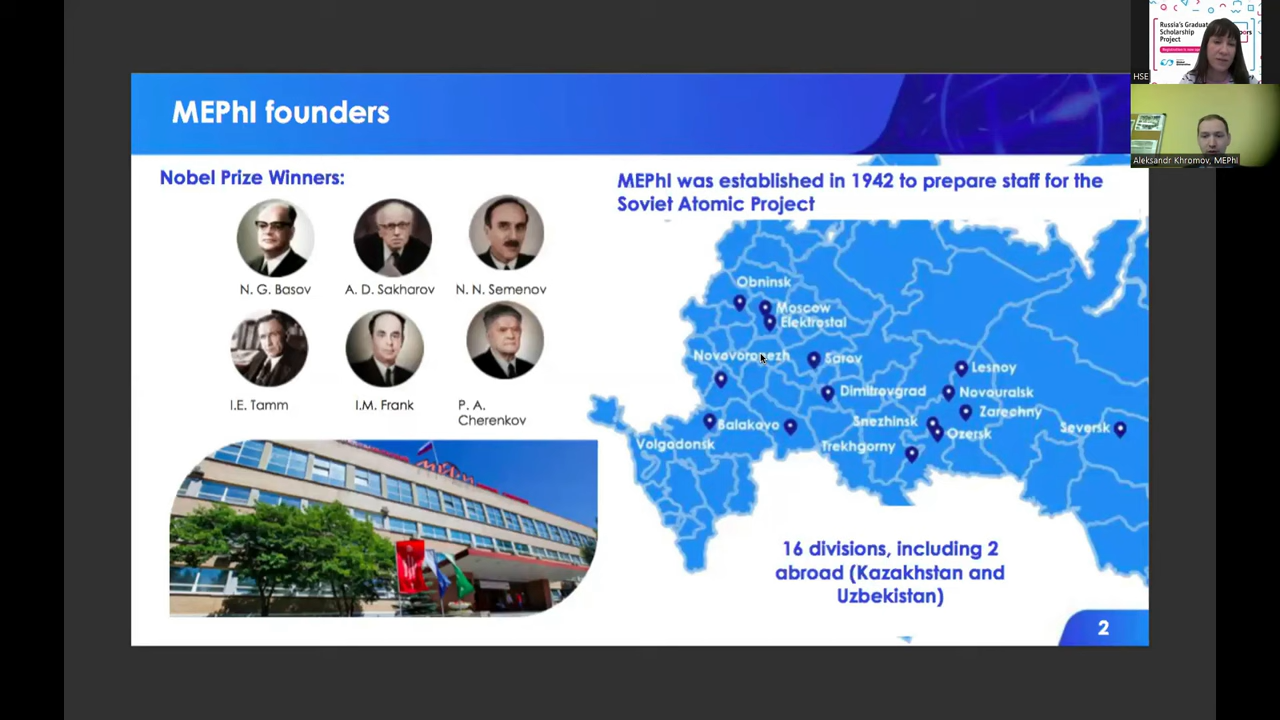 MEPhI founders
Nobel Prize Winners:
N. G. Basov
A. D. Sakharov
N. N. Semenov
I.E. Tamm
I.M. Frank
P. A.
Cherenkov
MEPhI was established in 1942 to prepare staff for the
Soviet Atomic Project
Obninsk
Moscow
Elektrostal
Novovoronezh
Sarov
Lesnoy
Dimitrovgrad
Novouralsk
Zarechny
Balakovo
Snezhinsk
Ozersk
Seversk
Volgodonsk
Trekhgorny
16 divisions, including 2
abroad (Kazakhstan and
Uzbekistan)
2
Russia's Graduate
Scholarship
Project
HSE
Aleksandr Khromov, MEPhI